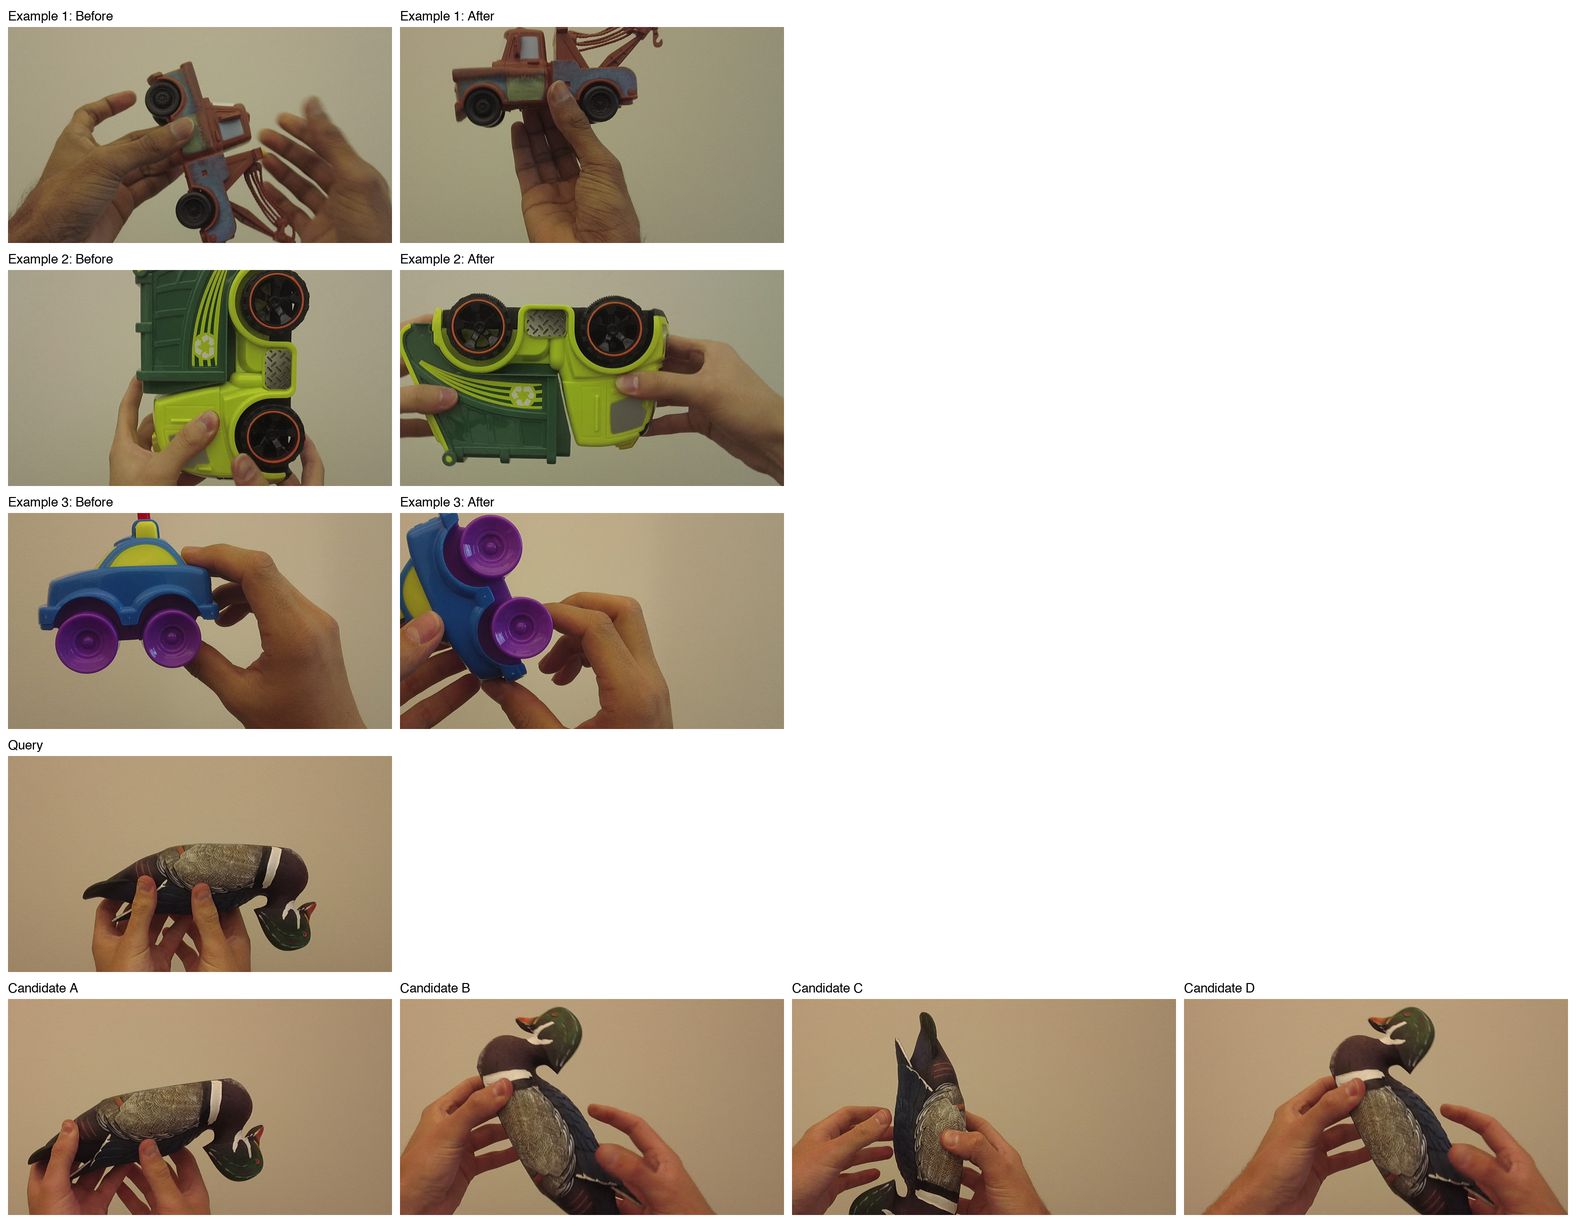 Example 1: Before
Example 1: After
Example 2: Before
Example 2: After
Example 3: Before
Example 3: After
Query
Candidate A
Candidate B
Candidate C
Candidate D